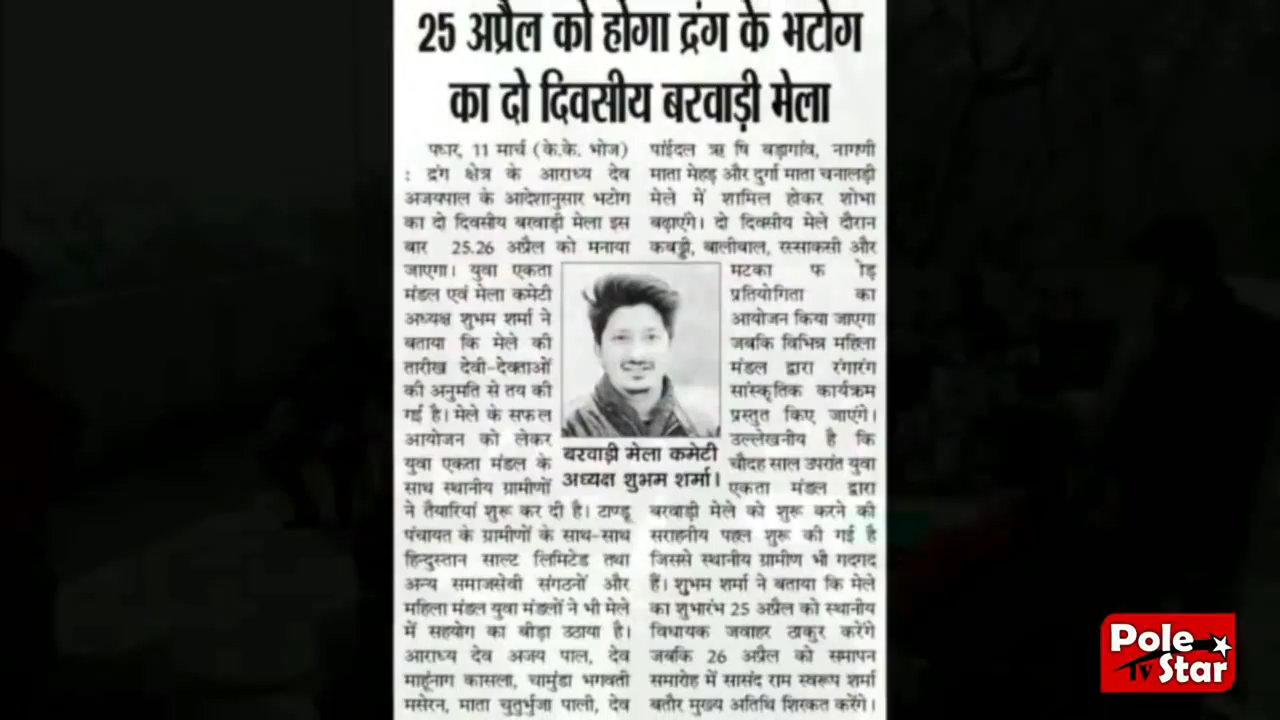 25 अप्रैल को होगा द्रंग के भटोग
का दो दिवसीय बरवाड़ी मेला
पधर, 11 मार्च (के.के. भोज)
: द्रंग क्षेत्र के आराध्य देव
अजयपाल के आदेशानुसार भटोग
का दो दिवसीय बरवाड़ी मेला इस
बार 25.26 अप्रैल को मनाया
जाएगा। युवा एकता
मंडल एवं मेला कमेटी
अध्यक्ष शुभम शर्मा ने
बताया कि मेले की
तारीख देवी-देवताओं
की अनुमति से तय की
गई है। मेले के सफल
आयोजन को लेकर
युवा एकता मंडल के
साथ स्थानीय ग्रामीणों
ने तैयारियां शुरू कर दी है। टाण्डू
पंचायत के ग्रामीणों के साथ-साथ
हिन्दुस्तान साल्ट लिमिटेड तथा
अन्य समाजसेवी संगठनों और
महिला मंडल युवा मंडलों ने भी मेले
में सहयोग का बीड़ा उठाया है।
आराध्य देव अजय पाल, देव
माहूंनाग कासला, चामुंडा भगवती
मसेरन, माता चुतुर्भुजा पाली, देव
पांईदल ऋ षि बड़ागांव, नागणी
माता मेहड़ और दुर्गा माता चनालड़ी
मेले में शामिल होकर शोभा
बढ़ाएंगे। दो दिवसीय मेले दौरान
कबड्डी, बालीबाल, रस्साकसी और
मटका फ ोड़
प्रतियोगिता का
आयोजन किया जाएगा
जबकि विभिन्न महिला
मंडल द्वारा रंगारंग
सांस्कृतिक कार्यक्रम
प्रस्तुत किए जाएंगे।
उल्लेखनीय है कि
चौदह साल उपरांत युवा
एकता मंडल द्वारा
बरवाड़ी मेले को शुरू करने की
सराहनीय पहल शुरू की गई है
जिससे स्थानीय ग्रामीण भी गदगद
हैं। शुभम शर्मा ने बताया कि मेले
का शुभारंभ 25 अप्रैल को स्थानीय
विधायक जवाहर ठाकुर करेंगे
जबकि 26 अप्रैल को समापन
समारोह में सासंद राम स्वरूप शर्मा
बतौर मुख्य अतिथि शिरकत करेंगे।
बरवाड़ी मेला कमेटी
अध्यक्ष शुभम शर्मा।
Pole
TV Star